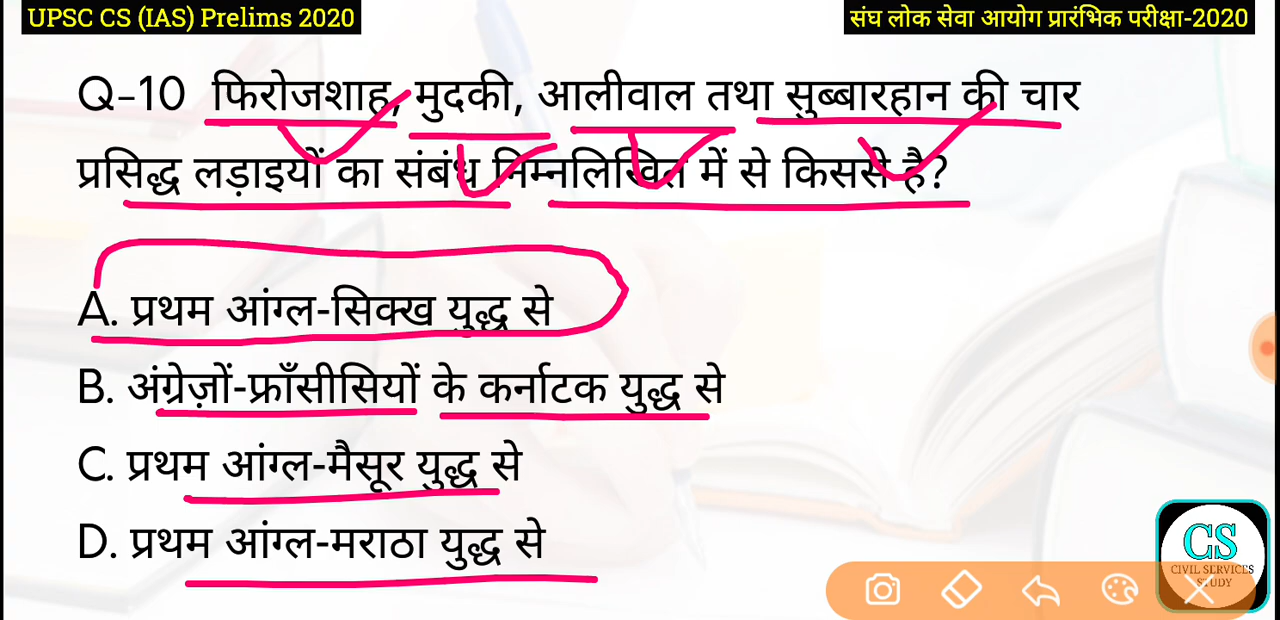 UPSC CS (IAS) Prelims 2020
संघ लोक सेवा आयोग प्रारंभिक परीक्षा-2020
Q-10 फिरोजशाह, मुदकी, आलीवाल तथा सुब्बारहान की चार
प्रसिद्ध लड़ाइयों का संबंध निम्नलिखित में से किससे है?
A. प्रथम आंग्ल-सिक्ख युद्ध से
B. अंग्रेज़ों-फ्राँसीसियों के कर्नाटक युद्ध से
C. प्रथम आंग्ल-मैसूर युद्ध से
D. प्रथम आंग्ल-मराठा युद्ध से
CS
CIVIL SERVICES
STUDY